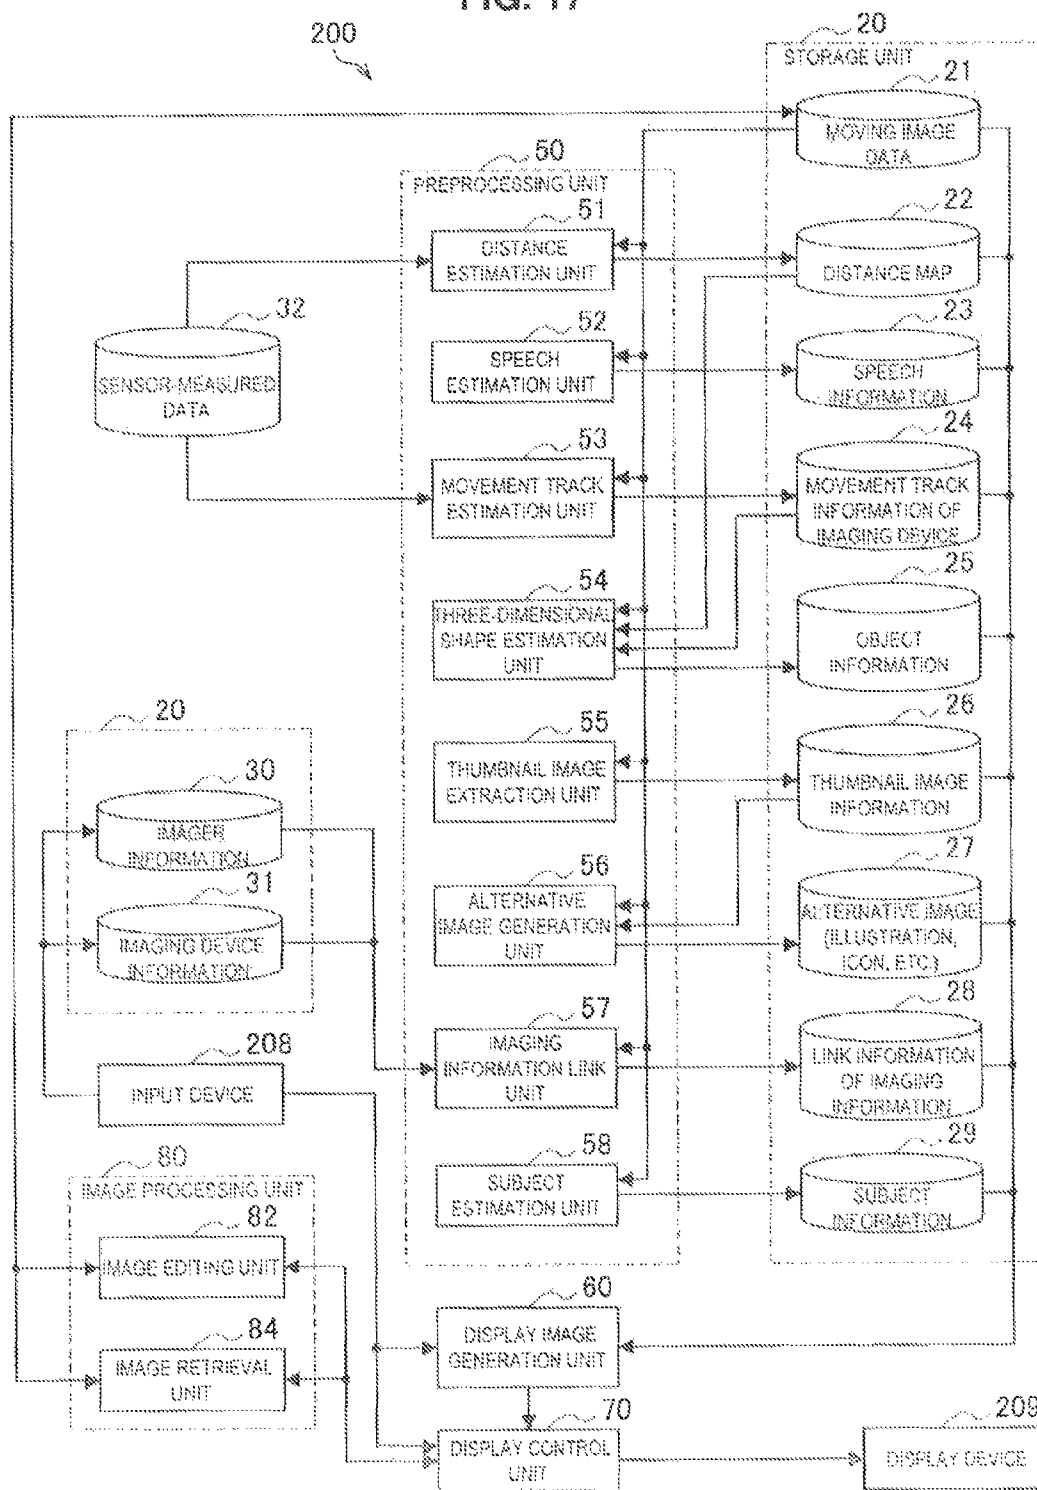 FIG. 17
200
20
STORAGE UNIT
21
MOVING IMAGE
DATA
50
PREPROCESSING UNIT
51
DISTANCE
ESTIMATION UNIT
22
DISTANCE MAP
32
SENSOR-MEASURED
DATA
52
SPEECH
ESTIMATION UNIT
23
SPEECH
INFORMATION
53
MOVEMENT TRACK
ESTIMATION UNIT
24
MOVEMENT TRACK
INFORMATION OF
IMAGING DEVICE
54
THREE-DIMENSIONAL
SHAPE ESTIMATION
UNIT
25
OBJECT
INFORMATION
20
30
IMAGER
INFORMATION
31
IMAGING DEVICE
INFORMATION
55
THUMBNAIL IMAGE
EXTRACTION UNIT
26
THUMBNAIL IMAGE
INFORMATION
56
ALTERNATIVE
IMAGE GENERATION
UNIT
27
ALTERNATIVE IMAGE
(ILLUSTRATION,
ICON, ETC.)
208
INPUT DEVICE
57
IMAGING
INFORMATION LINK
UNIT
28
LINK INFORMATION
OF IMAGING
INFORMATION
58
SUBJECT
ESTIMATION UNIT
29
SUBJECT
INFORMATION
80
IMAGE PROCESSING UNIT
82
IMAGE EDITING UNIT
84
IMAGE RETRIEVAL
UNIT
60
DISPLAY IMAGE
GENERATION UNIT
70
DISPLAY CONTROL
UNIT
209
DISPLAY DEVICE